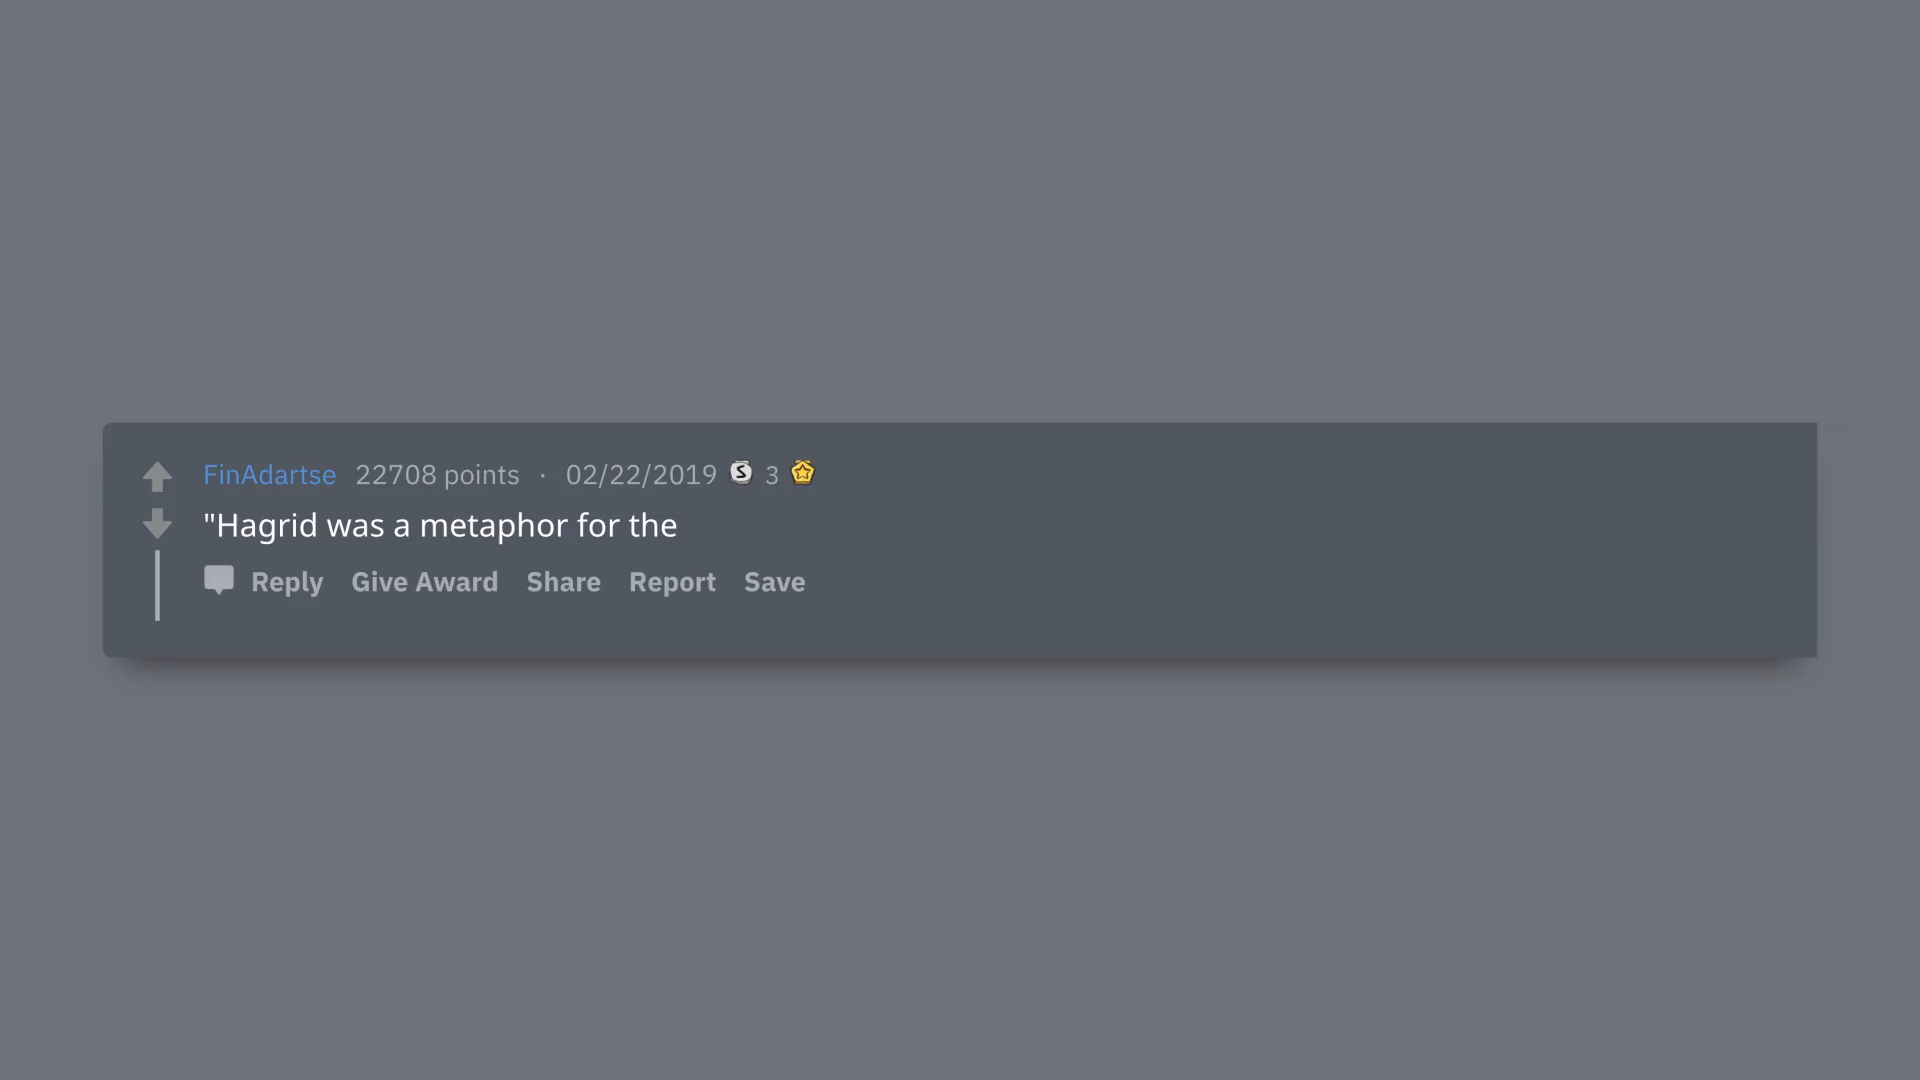 FinAdartse 22708 points · 02/22/2019 S 3
"Hagrid was a metaphor for the
Reply Give Award Share Report Save